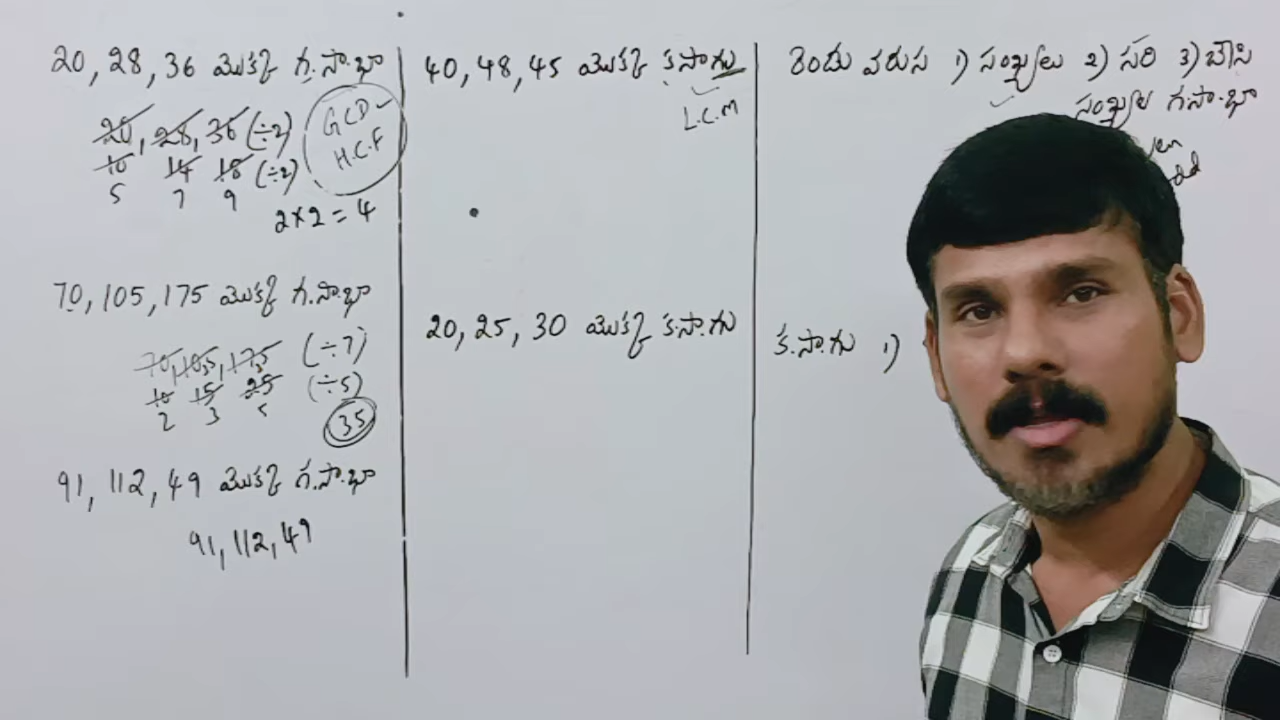 20, 28, 36 మొక్క గ.సా.భా
20, 28, 36 (÷2)
10 14 18 (÷2)
5 7 9
2×2 = 4
GCD
H.C.F
70, 105, 175 మొక్క గ.సా.భా
70, 105, 175 (÷7)
10 15 25 (÷5)
2 3 5
35
91, 112, 49 మొక్క గ.సా.భా
91, 112, 49
40, 48, 45 మొక్క క.సా.గు
L.C.M
20, 25, 30 మొక్క క.సా.గు
రెండు వరుస 1) సంఖ్యలు 2) సరి 3) బేసి
సంఖ్యల గ.సా.భా
క.సా.గు 1)